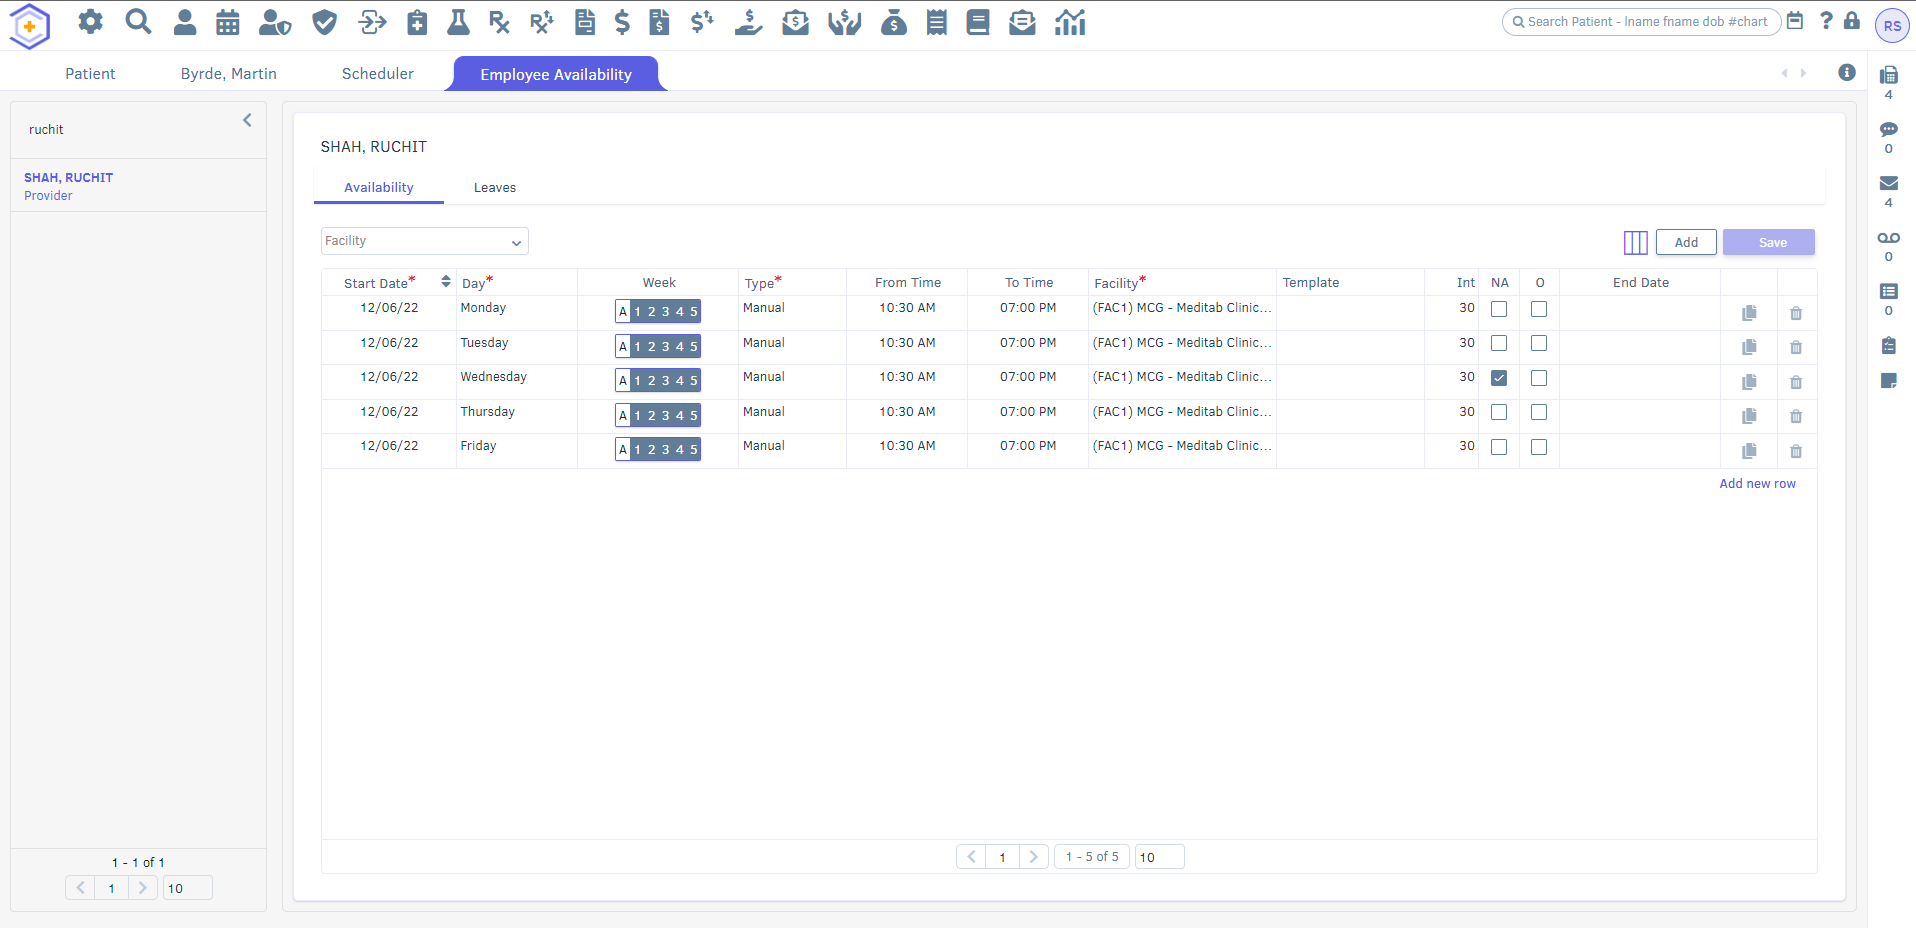 Search Patient - lname fname dob #chart
RS
Patient
Byrde, Martin
Scheduler
Employee Availability
4
0
4
0
0
ruchit
SHAH, RUCHIT
Provider
1 - 1 of 1
1
10
SHAH, RUCHIT
Availability
Leaves
Facility
Add
Save
Start Date* Day* Week Type* From Time To Time Facility* Template Int NA O End Date
12/06/22 Monday A 1 2 3 4 5 Manual 10:30 AM 07:00 PM (FAC1) MCG - Meditab Clinic... 30
12/06/22 Tuesday A 1 2 3 4 5 Manual 10:30 AM 07:00 PM (FAC1) MCG - Meditab Clinic... 30
12/06/22 Wednesday A 1 2 3 4 5 Manual 10:30 AM 07:00 PM (FAC1) MCG - Meditab Clinic... 30
12/06/22 Thursday A 1 2 3 4 5 Manual 10:30 AM 07:00 PM (FAC1) MCG - Meditab Clinic... 30
12/06/22 Friday A 1 2 3 4 5 Manual 10:30 AM 07:00 PM (FAC1) MCG - Meditab Clinic... 30
Add new row
1
1 - 5 of 5
10